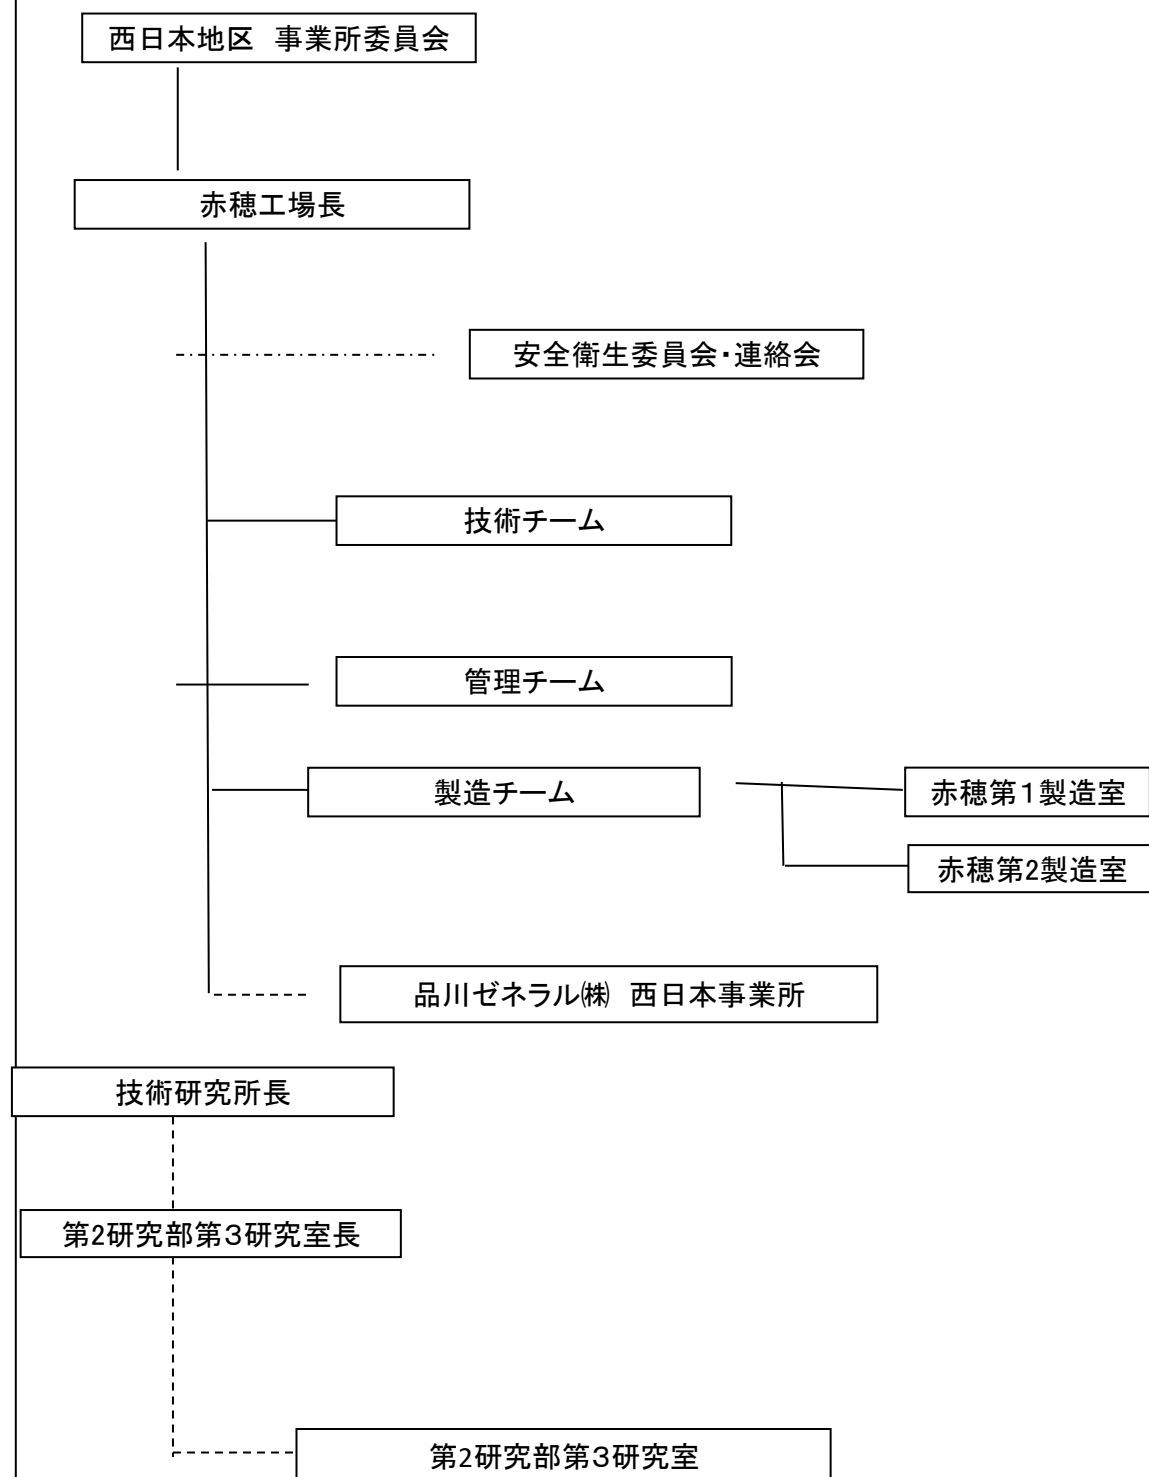 西日本地区　事業所委員会
赤穂工場長
安全衛生委員会・連絡会
技術チーム
管理チーム
製造チーム
赤穂第１製造室
赤穂第2製造室
品川ゼネラル㈱　西日本事業所
技術研究所長
第2研究部第３研究室長
第2研究部第３研究室